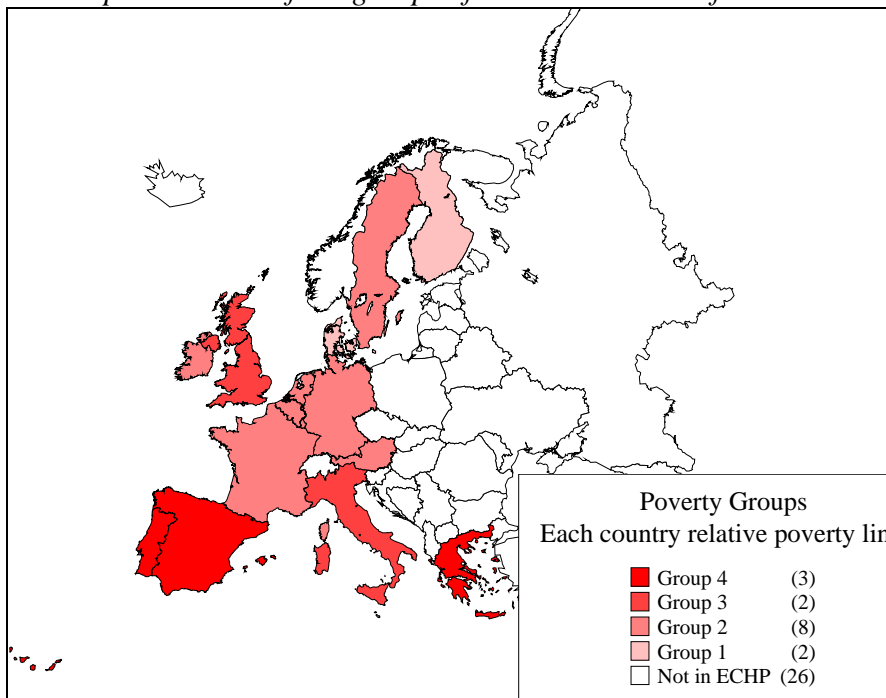 Poverty Groups
Each country relative poverty lin
Group 4 (3)
Group 3 (2)
Group 2 (8)
Group 1 (2)
Not in ECHP (26)